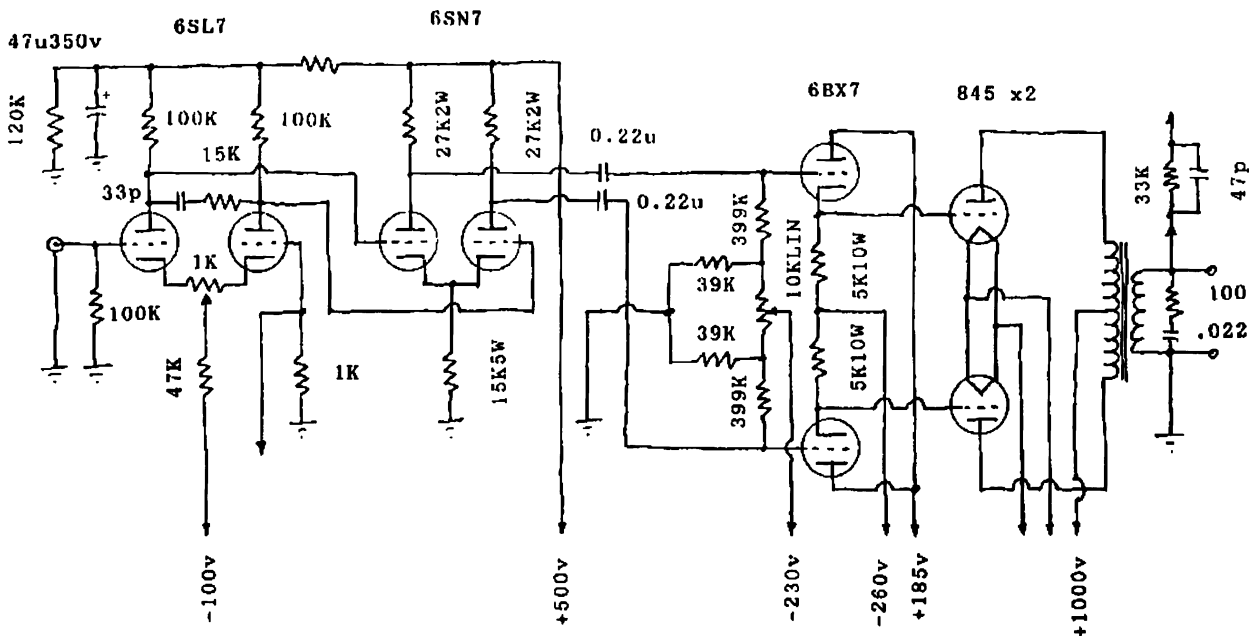 6SL7
6SN7
47u350v
6BX7
845 x2
120K
+
100K
100K
27K2W
27K2W
0.22u
15K
33p
0.22u
33K
47p
399K
10KLIN
5K10W
1K
39K
100
100K
39K
.022
47K
1K
15K5W
399K
5K10W
-100v
+500v
-230v
-260v
+185v
+1000v